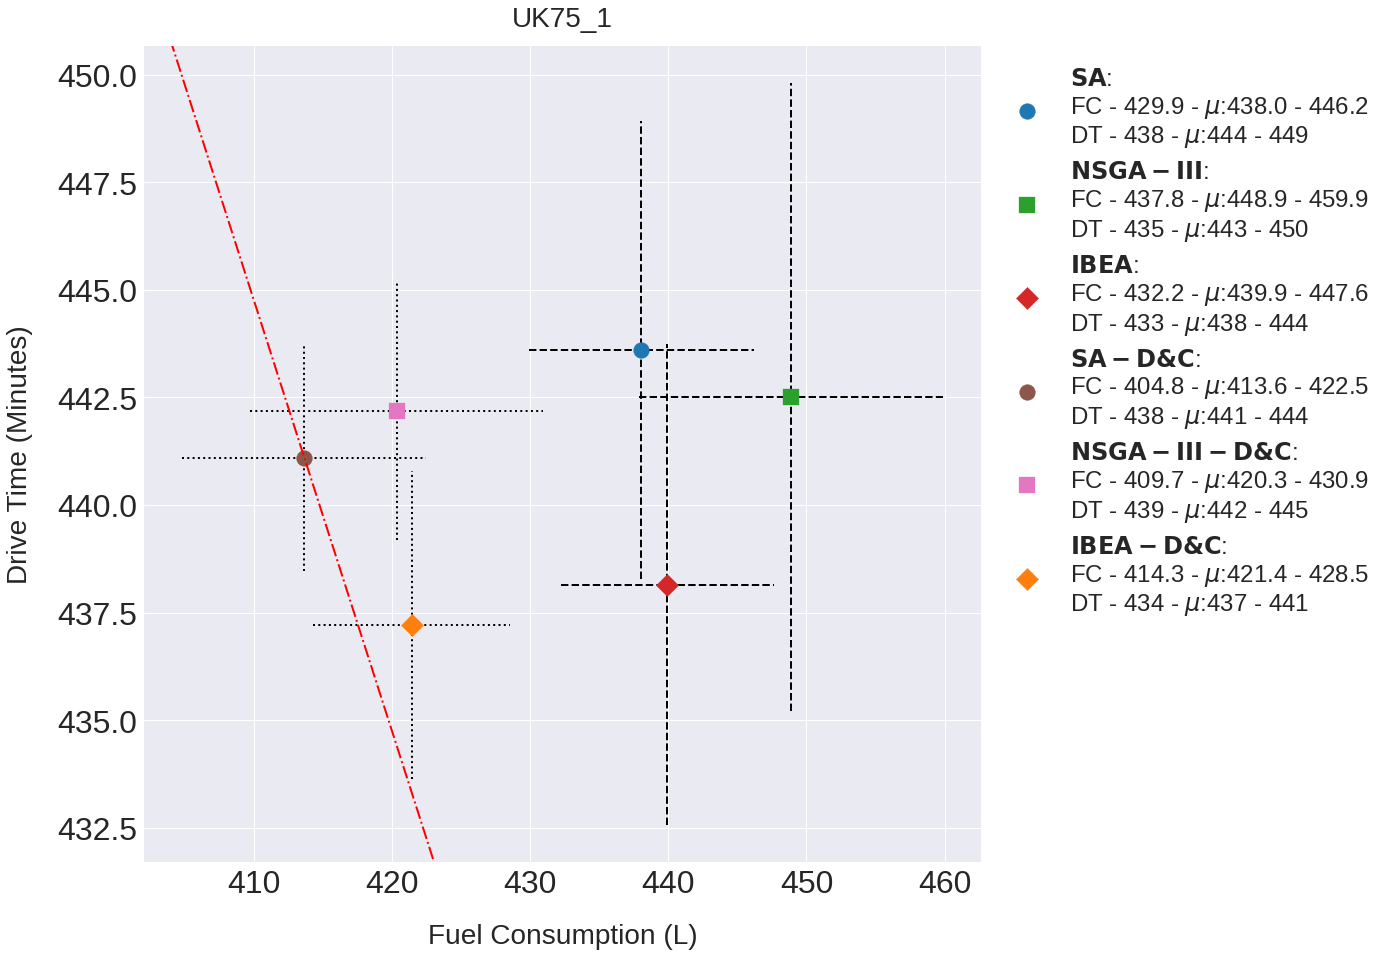 UK75_1
450.0
447.5
445.0
442.5
440.0
437.5
435.0
432.5
Drive Time (Minutes)
410 420 430 440 450 460
Fuel Consumption (L)
SA:
FC - 429.9 - μ:438.0 - 446.2
DT - 438 - μ:444 - 449
NSGA − III:
FC - 437.8 - μ:448.9 - 459.9
DT - 435 - μ:443 - 450
IBEA:
FC - 432.2 - μ:439.9 - 447.6
DT - 433 - μ:438 - 444
SA − D&C:
FC - 404.8 - μ:413.6 - 422.5
DT - 438 - μ:441 - 444
NSGA − III − D&C:
FC - 409.7 - μ:420.3 - 430.9
DT - 439 - μ:442 - 445
IBEA − D&C:
FC - 414.3 - μ:421.4 - 428.5
DT - 434 - μ:437 - 441